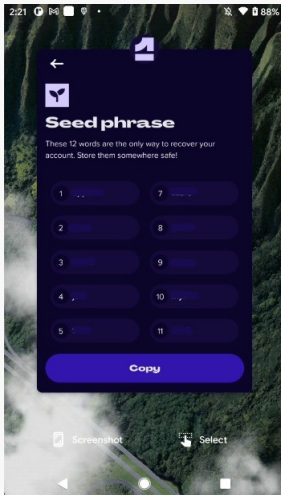 2:21
88%
1
Seed phrase
These 12 words are the only way to recover your
account. Store them somewhere safe!
1
7
2
8
3
9
4
10
5
11
Copy
Screenshot
Select